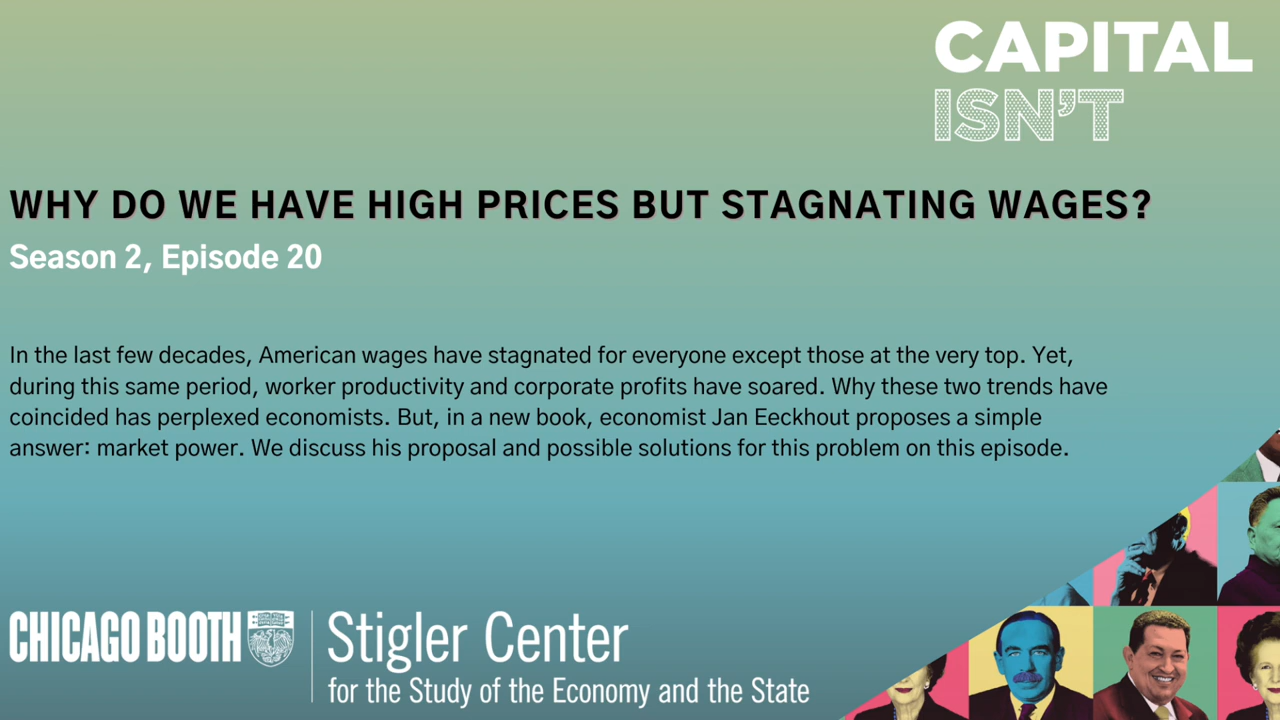 CAPITAL
ISN'T
WHY DO WE HAVE HIGH PRICES BUT STAGNATING WAGES?
Season 2, Episode 20
In the last few decades, American wages have stagnated for everyone except those at the very top. Yet,
during this same period, worker productivity and corporate profits have soared. Why these two trends have
coincided has perplexed economists. But, in a new book, economist Jan Eeckhout proposes a simple
answer: market power. We discuss his proposal and possible solutions for this problem on this episode.
CHICAGO BOOTH
Stigler Center
for the Study of the Economy and the State